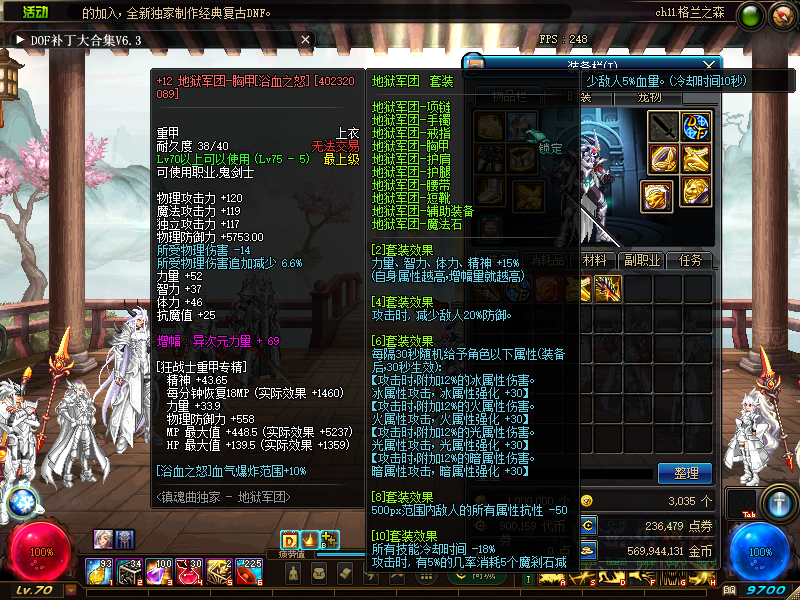 活动
的加入，全新独家制作经典复古DNF。
ch11.格兰之森
DOF补丁大合集V6.3
FPS : 248
装备栏(I)
少敌人5%血量。(冷却时间10秒)
物品栏
时装
宠物
锁定
消耗品
材料
副职业
任务
+12 地狱军团-胸甲[浴血之怒] [402320
089]
重甲
上衣
耐久度 38/40
无法交易
Lv70以上可以使用 (Lv75 - 5)
最上级
可使用职业,鬼剑士
物理攻击力 +120
魔法攻击力 +119
独立攻击力 +117
物理防御力 +5753.00
所受物理伤害 -14
所受物理伤害追加减少 6.6%
力量 +52
智力 +37
体力 +46
抗魔值 +25
增幅 : 异次元力量 + 69
[狂战士重甲专精]
精神 +43.65
每分钟恢复18MP (实际效果 +1460)
力量 +33.9
物理防御力 +558
MP 最大值 +448.5 (实际效果 +5237)
HP 最大值 +139.5 (实际效果 +1359)
[浴血之怒]血气爆炸范围+10%
<镇魂曲独家 - 地狱军团>
地狱军团 套装
地狱军团-项链
地狱军团-手镯
地狱军团-戒指
地狱军团-胸甲
地狱军团-护肩
地狱军团-护腿
地狱军团-腰带
地狱军团-短靴
地狱军团-辅助装备
地狱军团-魔法石
[2]套装效果
力量、智力、体力、精神 +15%
(自身属性越高,增幅量就越高)
[4]套装效果
攻击时, 减少敌人20%防御。
[6]套装效果
每隔30秒随机给予角色以下属性(装备
后,30秒生效):
【攻击时,附加12%的冰属性伤害。
冰属性攻击, 冰属性强化 +30】
【攻击时,附加12%的火属性伤害。
火属性攻击, 火属性强化 +30】
【攻击时,附加12%的光属性伤害。
光属性攻击, 光属性强化 +30】
【攻击时,附加12%的暗属性伤害。
暗属性攻击, 暗属性强化 +30】
[8]套装效果
500px范围内敌人的所有属性抗性 -50
[10]套装效果
所有技能冷却时间 -18%
攻击时, 有5%的几率消耗5个魔刹石减
整理
3,035 个
900,159 代币
236,479 点券
569,944,131 金币
Tab
100%
Lv.70
93
34
100
30
2
225
疲劳值
商城
100%
9700